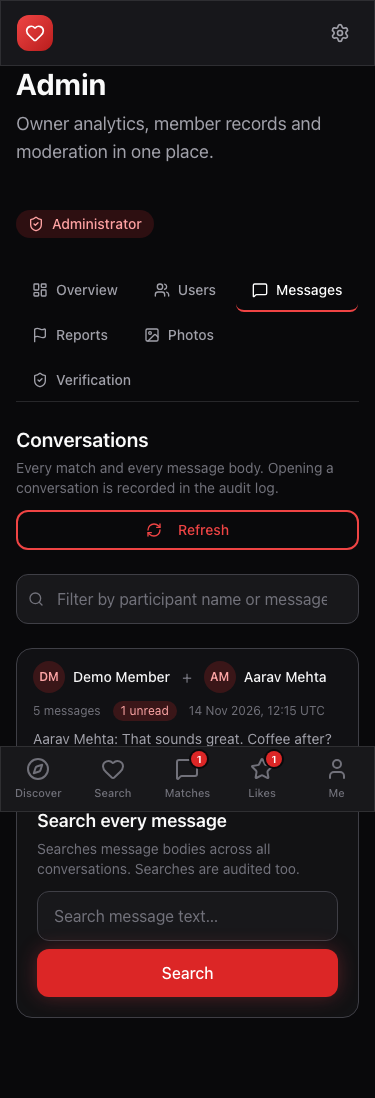 Admin
Owner analytics, member records and
moderation in one place.
Administrator
Overview
Users
Messages
Reports
Photos
Verification
Conversations
Every match and every message body. Opening a
conversation is recorded in the audit log.
Refresh
Filter by participant name or message
DM Demo Member + AM Aarav Mehta
5 messages 1 unread 14 Nov 2026, 12:15 UTC
Aarav Mehta: That sounds great. Coffee after?
1 1
Discover Search Matches Likes Me
Search every message
Searches message bodies across all
conversations. Searches are audited too.
Search message text...
Search